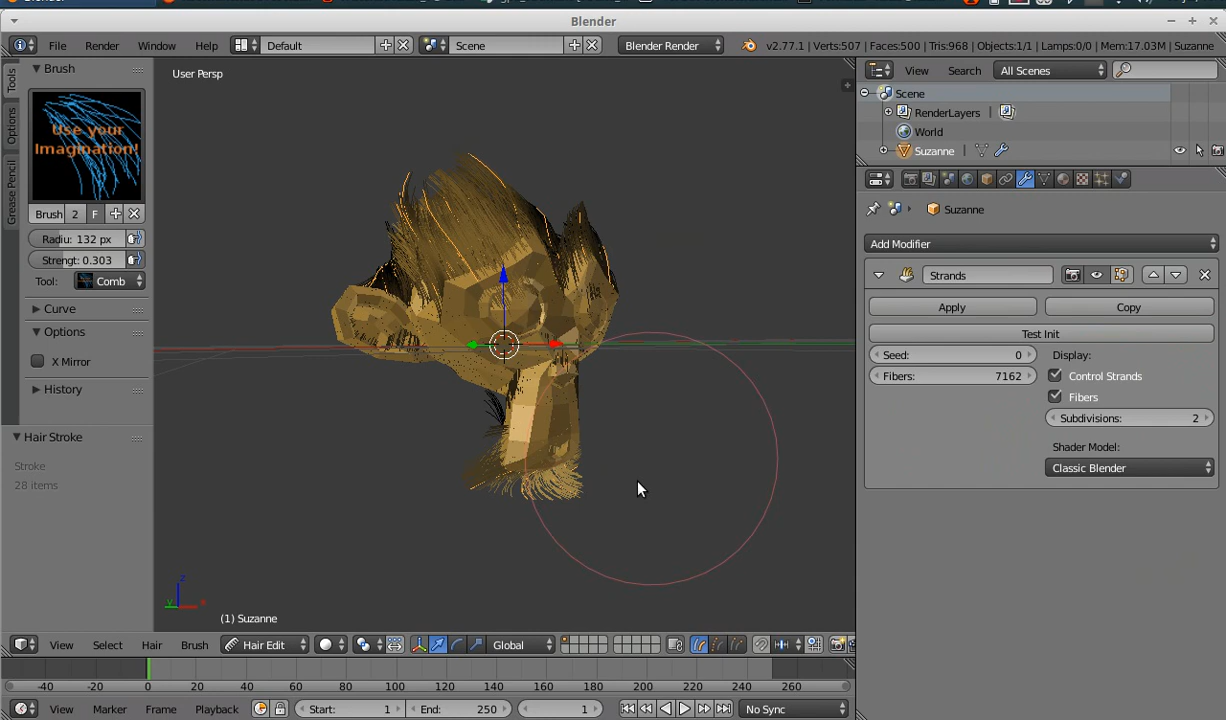 Blender
Blender
File Render Window Help Default Scene Blender Render v2.77.1 | Verts:507 | Faces:500 | Tris:968 | Objects:1/1 | Lamps:0/0 | Mem:17.03M | Suzanne
Tools
Options
Grease Pencil
Brush
Use your
Imagination!
Brush 2 F
Radiu: 132 px
Strengt: 0.303
Tool: Comb
Curve
Options
X Mirror
History
Hair Stroke
Stroke
28 items
User Persp
z
y
x
(1) Suzanne
View Search All Scenes
Scene
RenderLayers |
World
Suzanne |
Suzanne
Add Modifier
Strands
Apply Copy
Test Init
Seed: 0 Display:
Fibers: 7162 Control Strands
Fibers
Subdivisions: 2
Shader Model:
Classic Blender
View Select Hair Brush Hair Edit Global
-40 -20 0 20 40 60 80 100 120 140 160 180 200 220 240 260
View Marker Frame Playback Start: 1 End: 250 1 No Sync